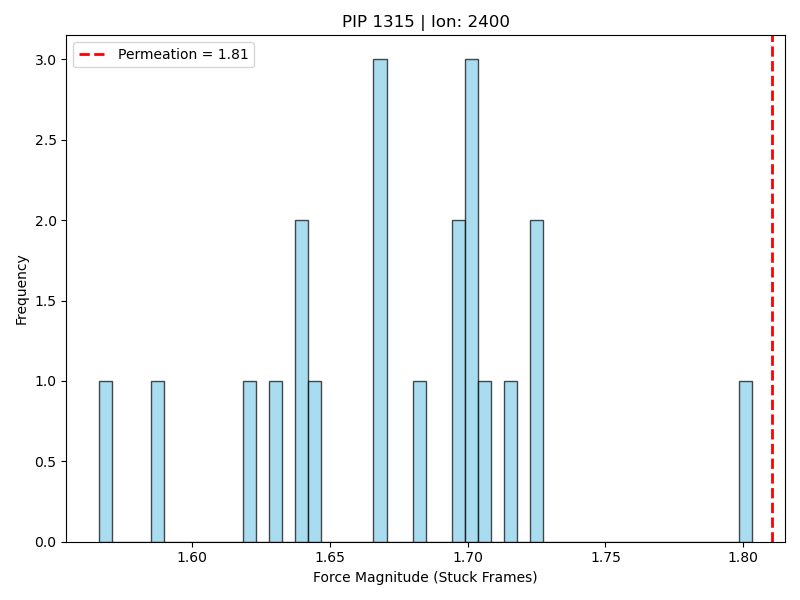 PIP 1315 | Ion: 2400
Permeation = 1.81
3.0
2.5
2.0
1.5
1.0
0.5
0.0
Frequency
1.60 1.65 1.70 1.75 1.80
Force Magnitude (Stuck Frames)